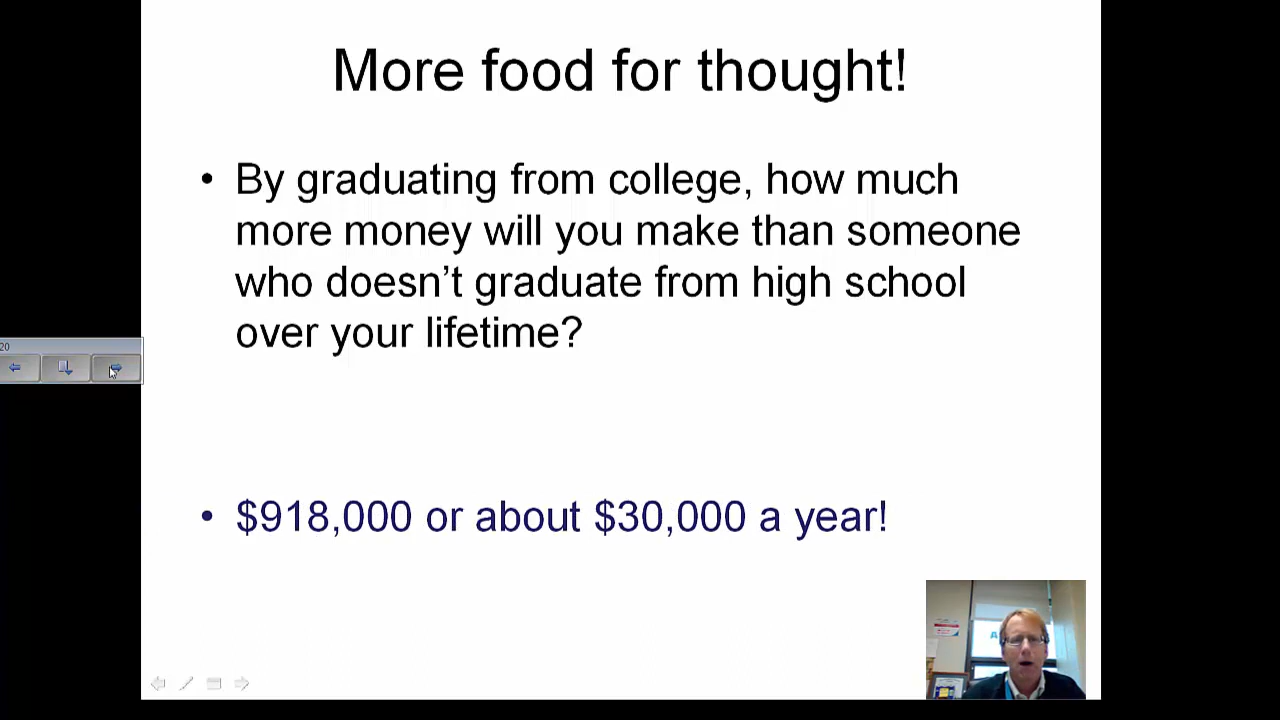 More food for thought!
• By graduating from college, how much
more money will you make than someone
who doesn't graduate from high school
over your lifetime?
20
• $918,000 or about $30,000 a year!